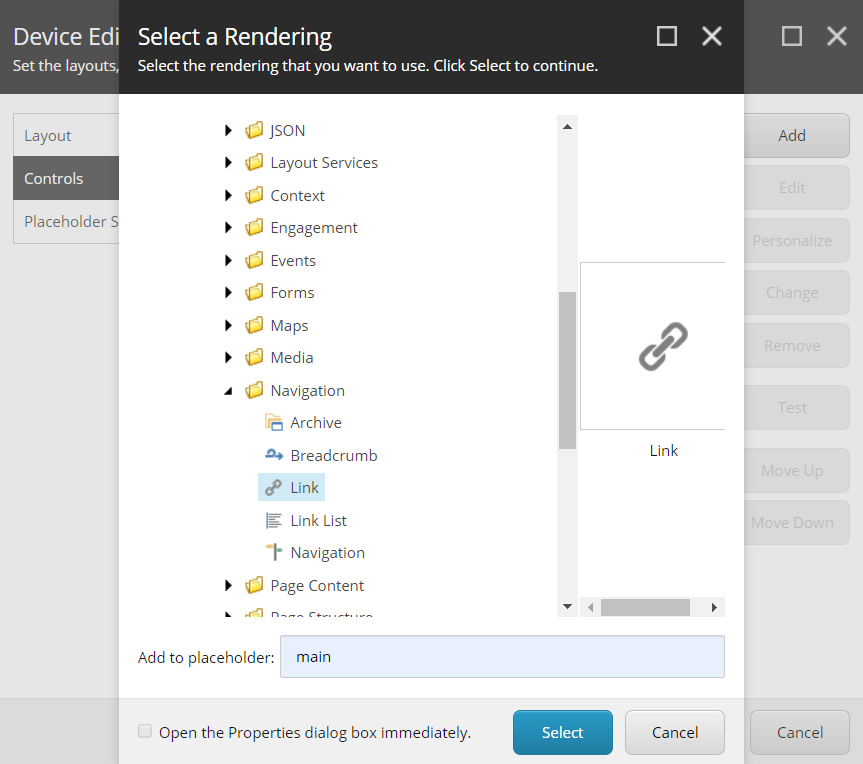 Device Edi
Set the layouts,
Select a Rendering
Select the rendering that you want to use. Click Select to continue.
Layout
Controls
Placeholder S
JSON
Layout Services
Context
Engagement
Events
Forms
Maps
Media
Navigation
Archive
Breadcrumb
Link
Link List
Navigation
Page Content
Page Structure
Link
Add to placeholder:
main
Open the Properties dialog box immediately.
Select
Cancel
Add
Edit
Personalize
Change
Remove
Test
Move Up
Move Down
Cancel